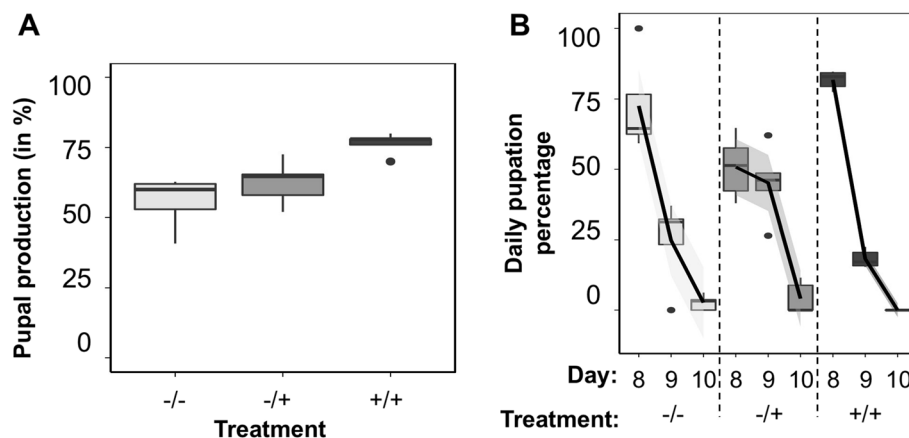 A
Pupal production (in %)
100
75
50
25
0
-/-
-/+
+/+
Treatment
B
Daily pupation
percentage
100
75
50
25
0
Day: 8 9 10 8 9 10 8 9 10
Treatment: -/- -/+ +/+